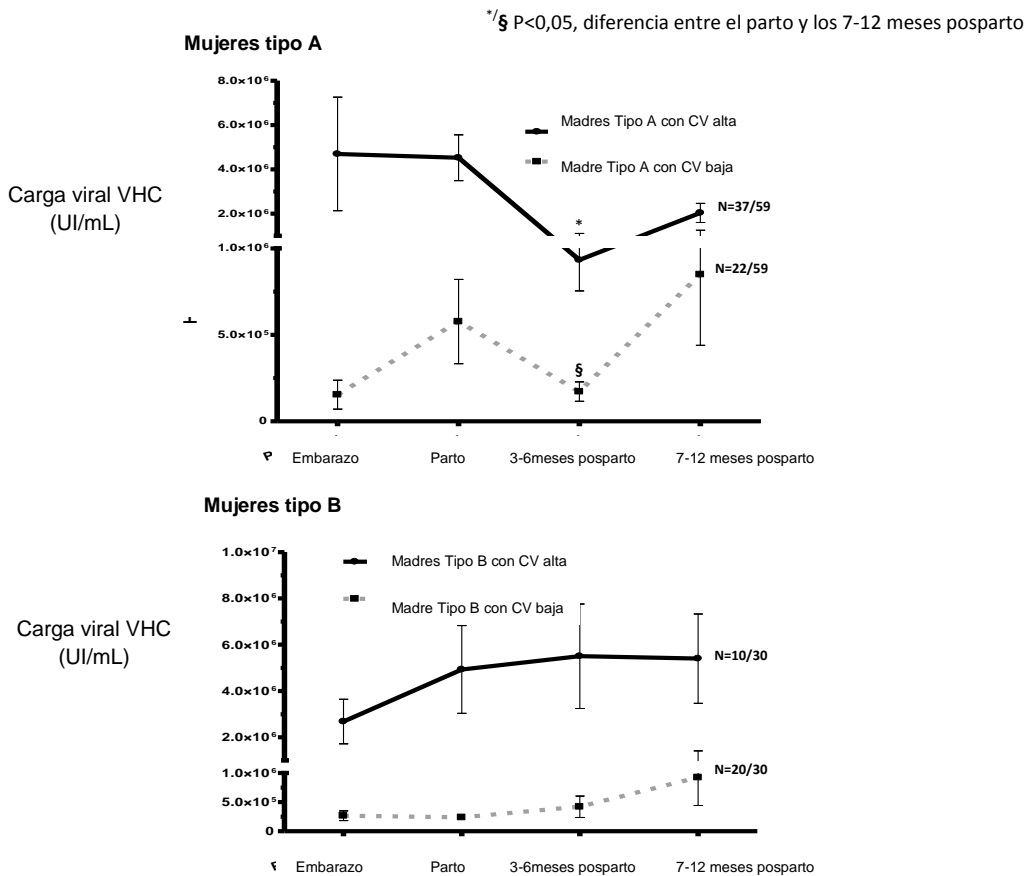 */§ P<0,05, diferencia entre el parto y los 7-12 meses posparto
Mujeres tipo A
Carga viral VHC
(UI/mL)
8.0×10⁶
6.0×10⁶
4.0×10⁶
2.0×10⁶
1.0×10⁶
5.0×10⁵
0
Madres Tipo A con CV alta
Madre Tipo A con CV baja
*
§
N=37/59
N=22/59
Embarazo Parto 3-6meses posparto 7-12 meses posparto
Mujeres tipo B
Carga viral VHC
(UI/mL)
1.0×10⁷
8.0×10⁶
6.0×10⁶
4.0×10⁶
2.0×10⁶
1.0×10⁶
5.0×10⁵
0
Madres Tipo B con CV alta
Madre Tipo B con CV baja
N=10/30
N=20/30
Embarazo Parto 3-6meses posparto 7-12 meses posparto